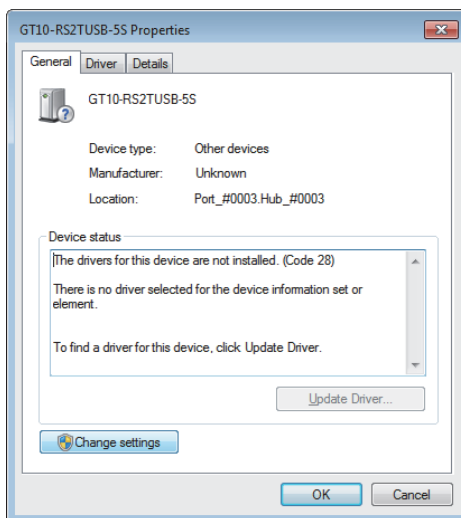 GT10-RS2TUSB-5S Properties
General
Driver
Details
GT10-RS2TUSB-5S
Device type: Other devices
Manufacturer: Unknown
Location: Port_#0003.Hub_#0003
Device status
The drivers for this device are not installed. (Code 28)
There is no driver selected for the device information set or
element.
To find a driver for this device, click Update Driver.
Update Driver...
Change settings
OK
Cancel